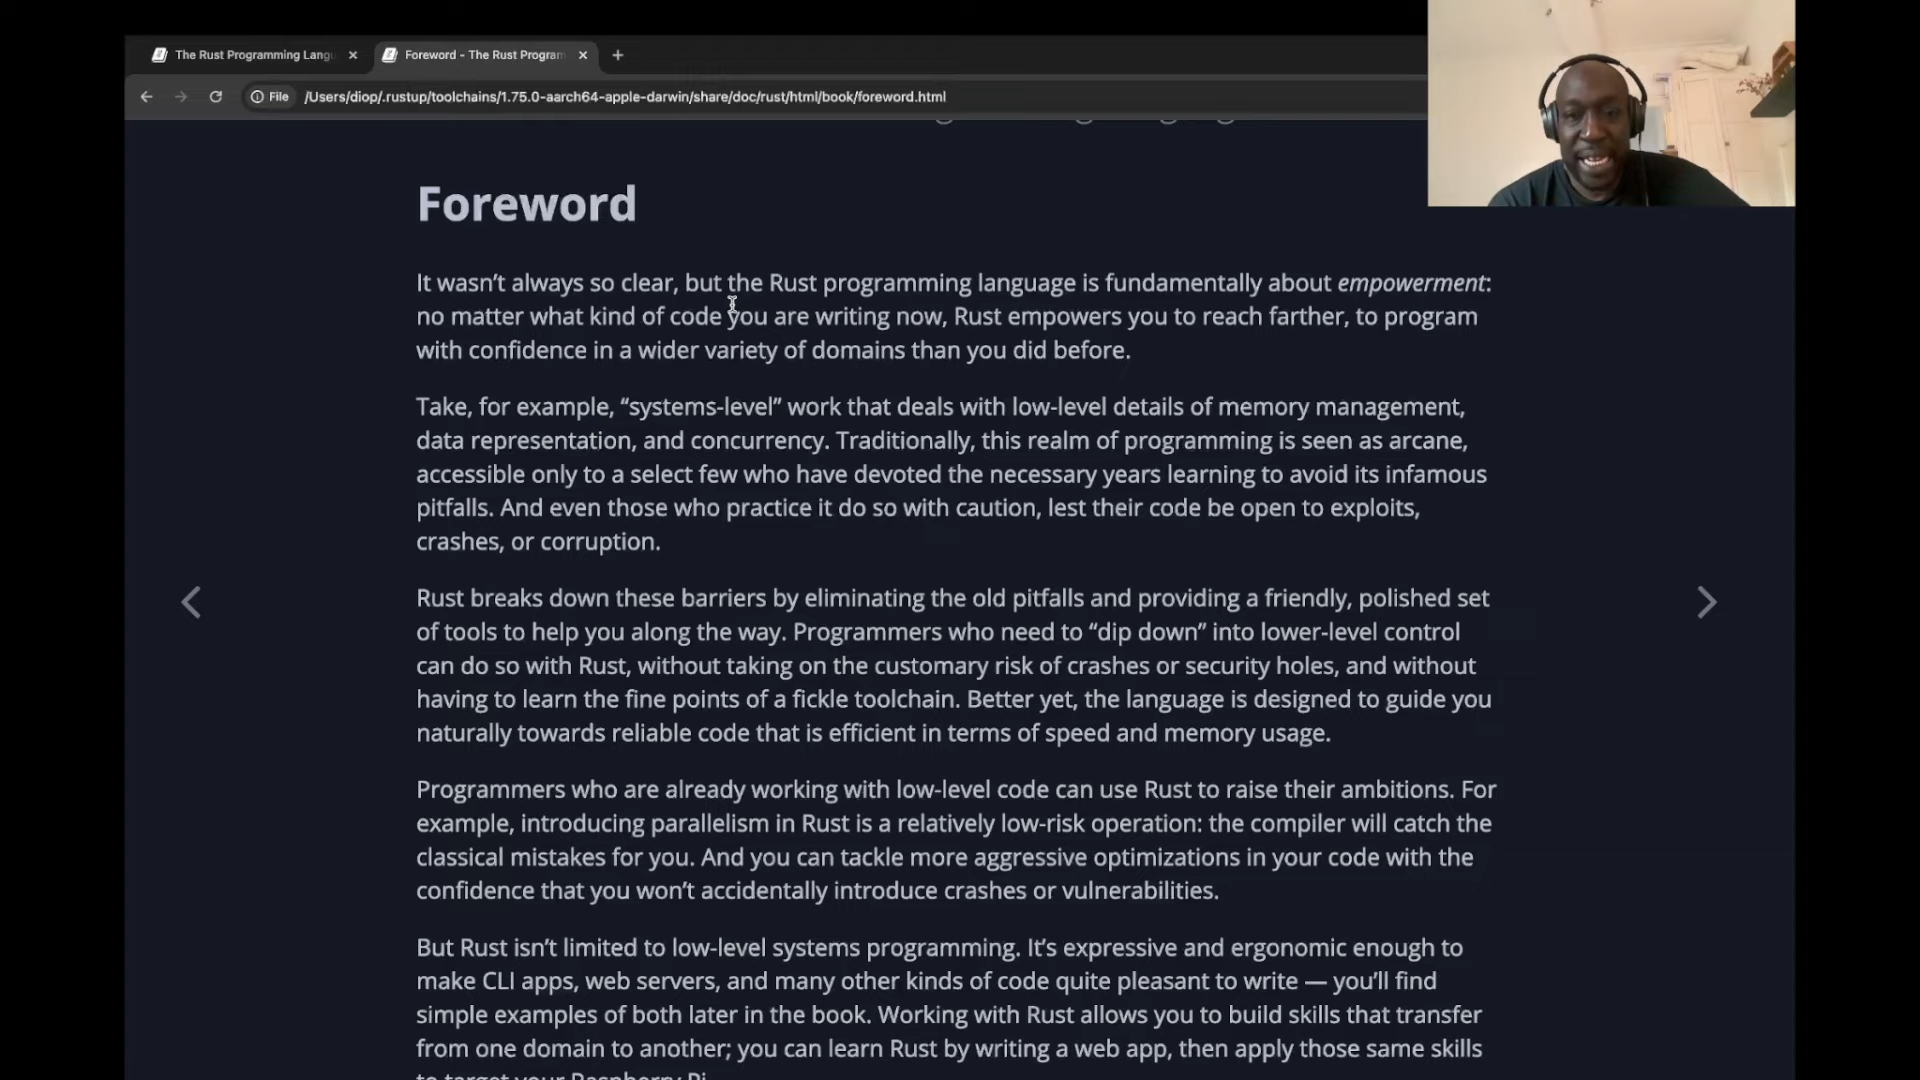 The Rust Programming Lang
Foreword - The Rust Program
File
/Users/diop/.rustup/toolchains/1.75.0-aarch64-apple-darwin/share/doc/rust/html/book/foreword.html
Foreword
It wasn’t always so clear, but the Rust programming language is fundamentally about empowerment:
no matter what kind of code you are writing now, Rust empowers you to reach farther, to program
with confidence in a wider variety of domains than you did before.
Take, for example, “systems-level” work that deals with low-level details of memory management,
data representation, and concurrency. Traditionally, this realm of programming is seen as arcane,
accessible only to a select few who have devoted the necessary years learning to avoid its infamous
pitfalls. And even those who practice it do so with caution, lest their code be open to exploits,
crashes, or corruption.
Rust breaks down these barriers by eliminating the old pitfalls and providing a friendly, polished set
of tools to help you along the way. Programmers who need to “dip down” into lower-level control
can do so with Rust, without taking on the customary risk of crashes or security holes, and without
having to learn the fine points of a fickle toolchain. Better yet, the language is designed to guide you
naturally towards reliable code that is efficient in terms of speed and memory usage.
Programmers who are already working with low-level code can use Rust to raise their ambitions. For
example, introducing parallelism in Rust is a relatively low-risk operation: the compiler will catch the
classical mistakes for you. And you can tackle more aggressive optimizations in your code with the
confidence that you won’t accidentally introduce crashes or vulnerabilities.
But Rust isn’t limited to low-level systems programming. It’s expressive and ergonomic enough to
make CLI apps, web servers, and many other kinds of code quite pleasant to write — you’ll find
simple examples of both later in the book. Working with Rust allows you to build skills that transfer
from one domain to another; you can learn Rust by writing a web app, then apply those same skills
to target your Raspberry Pi